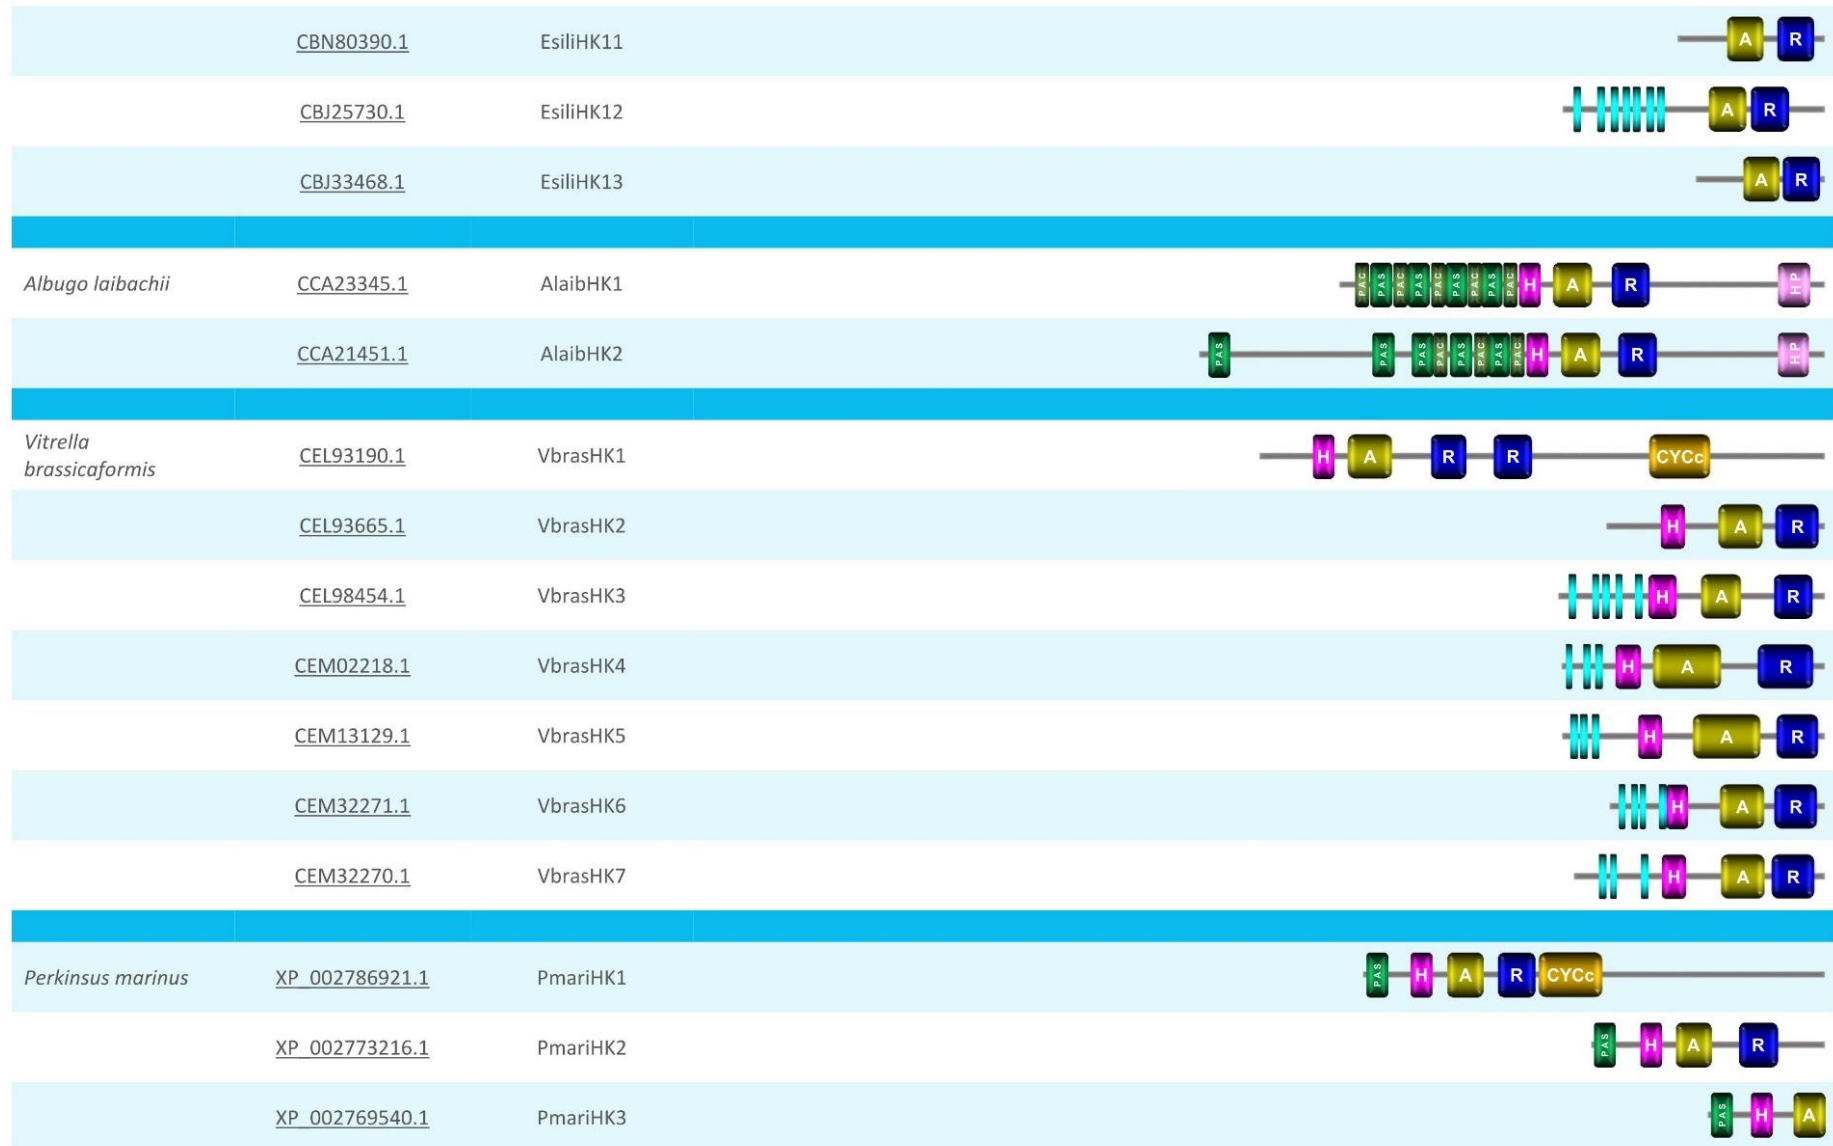 CBN80390.1 EsiliHK11 A R
CBJ25730.1 EsiliHK12 A R
CBJ33468.1 EsiliHK13 A R
Albugo laibachii CCA23345.1 AlaibHK1 PAC PAS PAC PAS PAC PAS PAC PAS PAC H A R HP
CCA21451.1 AlaibHK2 PAS PAS PAS PAC PAS PAC PAS PAC H A R HP
Vitrella
brassicaformis CEL93190.1 VbrasHK1 H A R R CYCc
CEL93665.1 VbrasHK2 H A R
CEL98454.1 VbrasHK3 H A R
CEM02218.1 VbrasHK4 H A R
CEM13129.1 VbrasHK5 H A R
CEM32271.1 VbrasHK6 H A R
CEM32270.1 VbrasHK7 H A R
Perkinsus marinus XP_002786921.1 PmariHK1 PAS H A R CYCc
XP_002773216.1 PmariHK2 PAS H A R
XP_002769540.1 PmariHK3 PAS H A